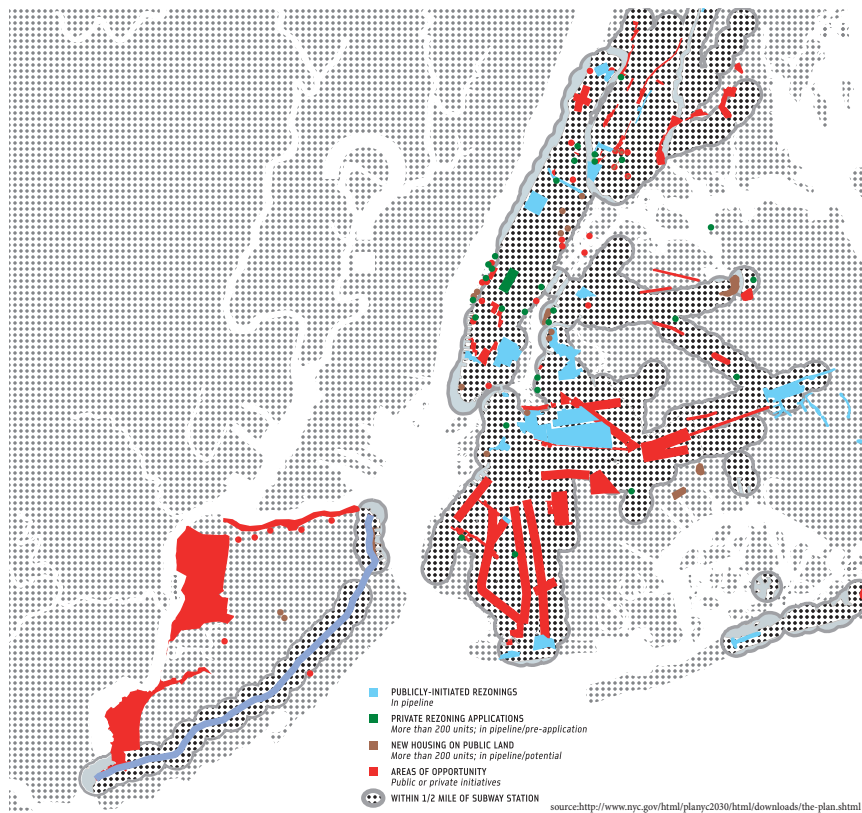 PUBLICLY-INITIATED REZONINGS
In pipeline
PRIVATE REZONING APPLICATIONS
More than 200 units; in pipeline/pre-application
NEW HOUSING ON PUBLIC LAND
More than 200 units; in pipeline/potential
AREAS OF OPPORTUNITY
Public or private initiatives
WITHIN 1/2 MILE OF SUBWAY STATION
source:http://www.nyc.gov/html/planyc2030/html/downloads/the-plan.shtml